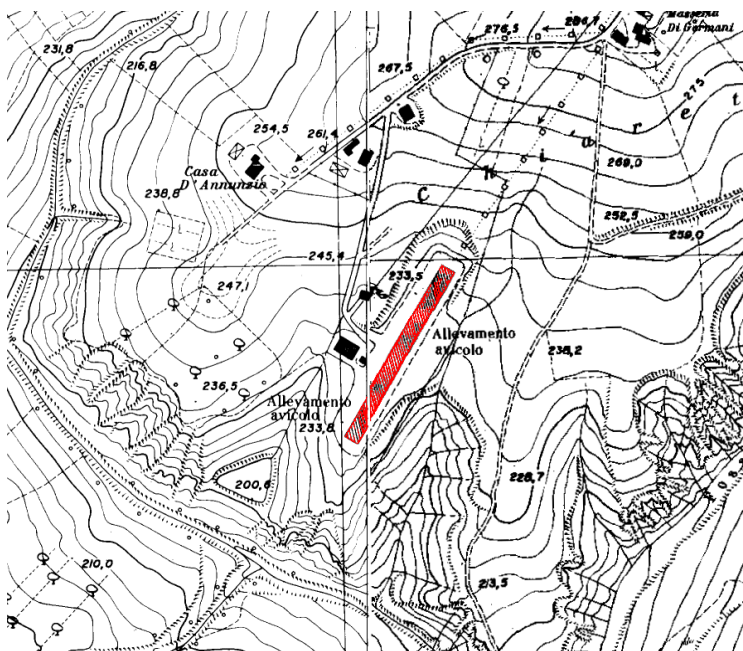 Masseria
Di Germani
284,7
276,5
231,8
216,8
267,5
275
254,5
261,4
Casa
D'Annunzio
269,0
238,8
C
252,5
259,0
245,4
233,5
247,1
Allevamento
avicolo
238,2
236,5
Allevamento
avicolo
233,8
200,6
228,7
210,0
213,5